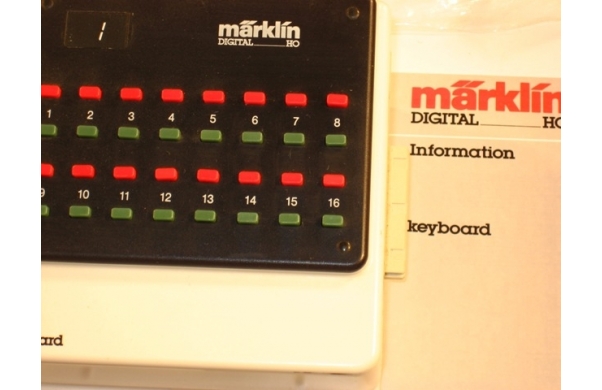 1
märklin
DIGITAL HO
1 2 3 4 5 6 7 8
9 10 11 12 13 14 15 16
märklin
DIGITAL HO
Information
keyboard